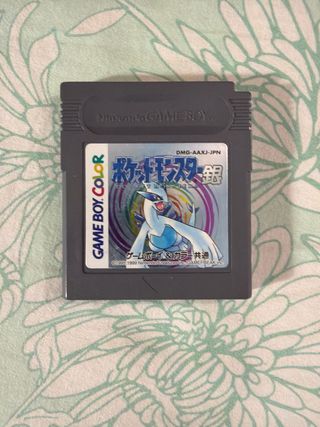 Nintendo GAME BOY
DMG-AAXJ-JPN
ポケットモンスター銀
GAME BOY COLOR
ゲームボーイ&カラー共通